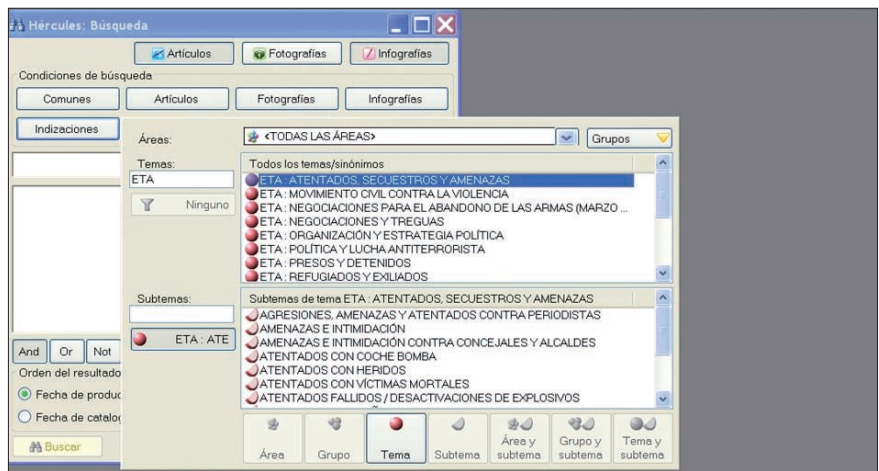 Hércules: Búsqueda
Artículos Fotografías Infografías
Condiciones de búsqueda
Comunes Artículos Fotografías Infografías
Indizaciones
Áreas: <TODAS LAS ÁREAS> Grupos
Temas:
ETA
Ninguno
Todos los temas/sinónimos
ETA : ATENTADOS, SECUESTROS Y AMENAZAS
ETA : MOVIMIENTO CIVIL CONTRA LA VIOLENCIA
ETA : NEGOCIACIONES PARA EL ABANDONO DE LAS ARMAS (MARZO ...
ETA : NEGOCIACIONES Y TREGUAS
ETA : ORGANIZACIÓN Y ESTRATEGIA POLÍTICA
ETA : POLÍTICA Y LUCHA ANTITERRORISTA
ETA : PRESOS Y DETENIDOS
ETA : REFUGIADOS Y EXILIADOS
Subtemas:
ETA : ATE
Subtemas de tema ETA : ATENTADOS, SECUESTROS Y AMENAZAS
AGRESIONES, AMENAZAS Y ATENTADOS CONTRA PERIODISTAS
AMENAZAS E INTIMIDACIÓN
AMENAZAS E INTIMIDACIÓN CONTRA CONCEJALES Y ALCALDES
ATENTADOS CON COCHE BOMBA
ATENTADOS CON HERIDOS
ATENTADOS CON VÍCTIMAS MORTALES
ATENTADOS FALLIDOS / DESACTIVACIONES DE EXPLOSIVOS
And Or Not
Orden del resultado
Fecha de produc
Fecha de catalog
Buscar
Área Grupo Tema Subtema Área y subtema Grupo y subtema Tema y subtema